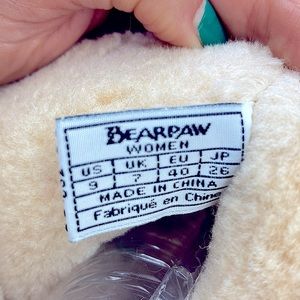 BEARPAW
WOMEN
US UK EU JP
9 7 40 26
MADE IN CHINA
Fabriqué en Chine